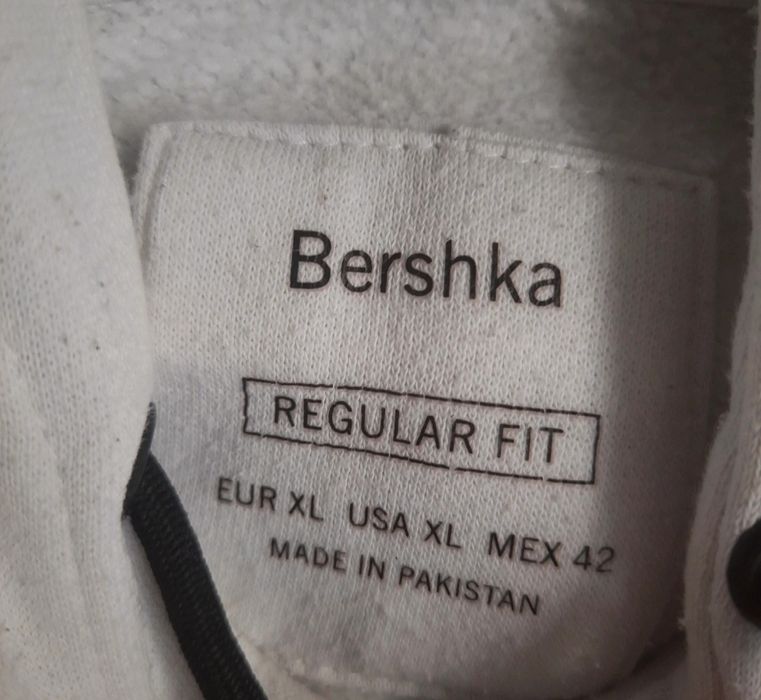 Bershka
REGULAR FIT
EUR XL USA XL MEX 42
MADE IN PAKISTAN